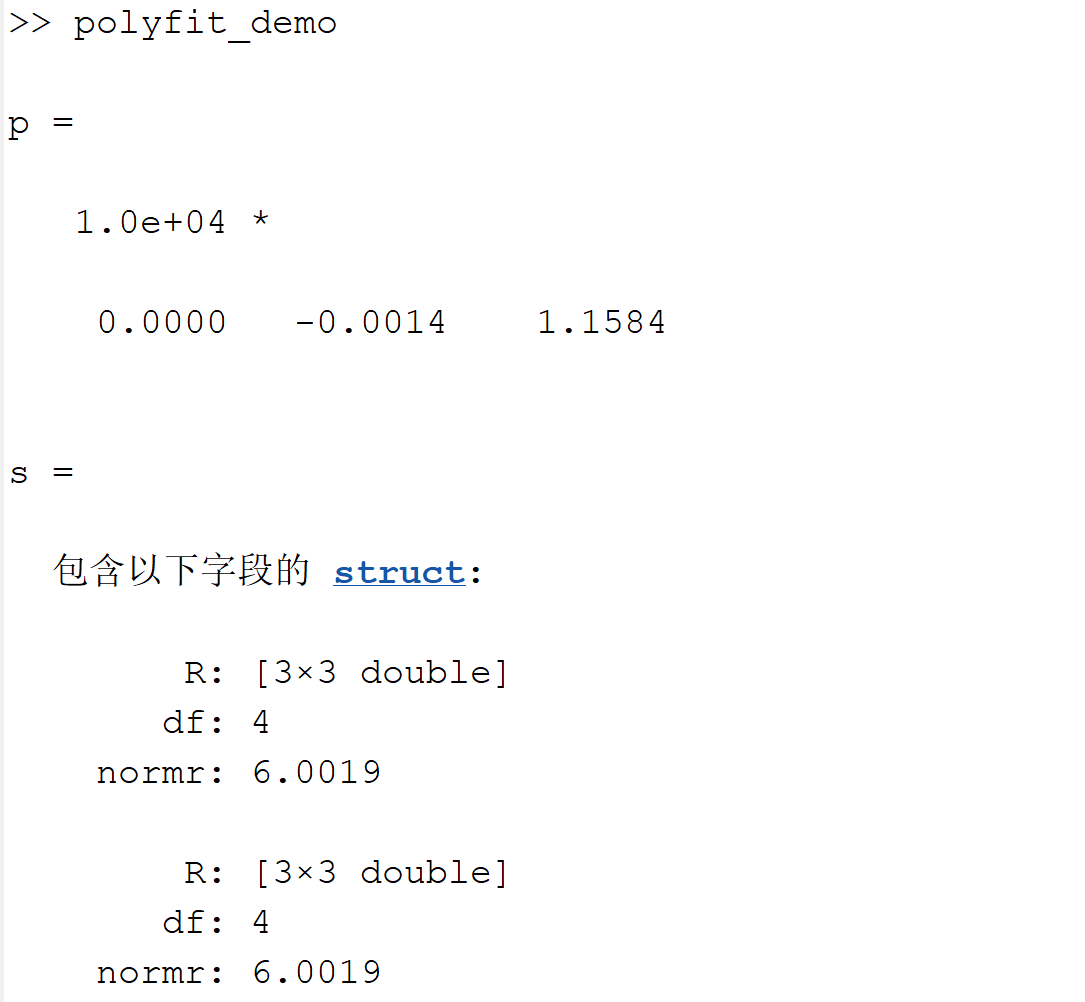 >> polyfit_demo
p =
1.0e+04 *
0.0000 -0.0014 1.1584
s =
包含以下字段的 struct:
R: [3×3 double]
df: 4
normr: 6.0019
R: [3×3 double]
df: 4
normr: 6.0019